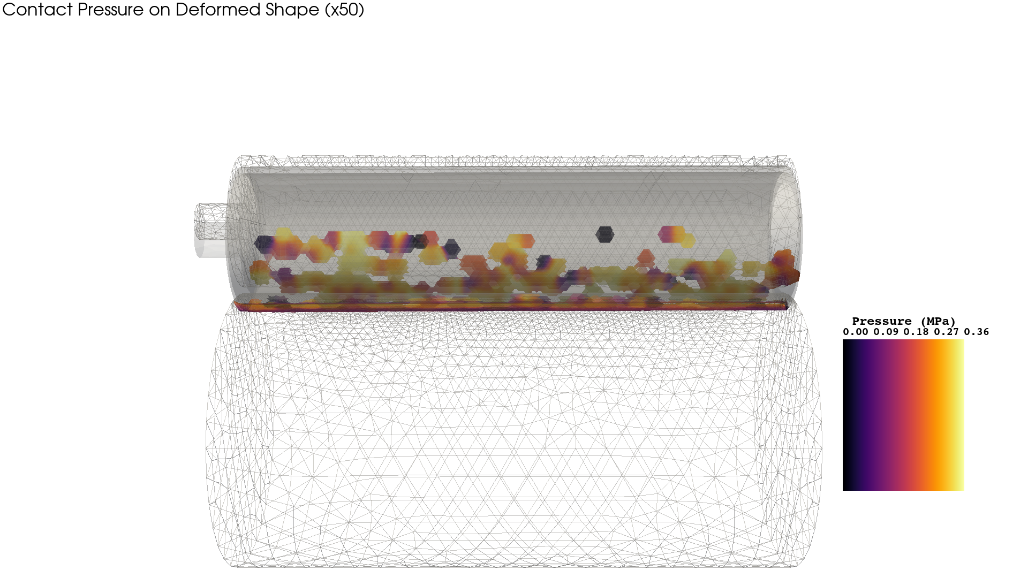 Contact Pressure on Deformed Shape (x50)
Pressure (MPa)
0.00 0.09 0.18 0.27 0.36